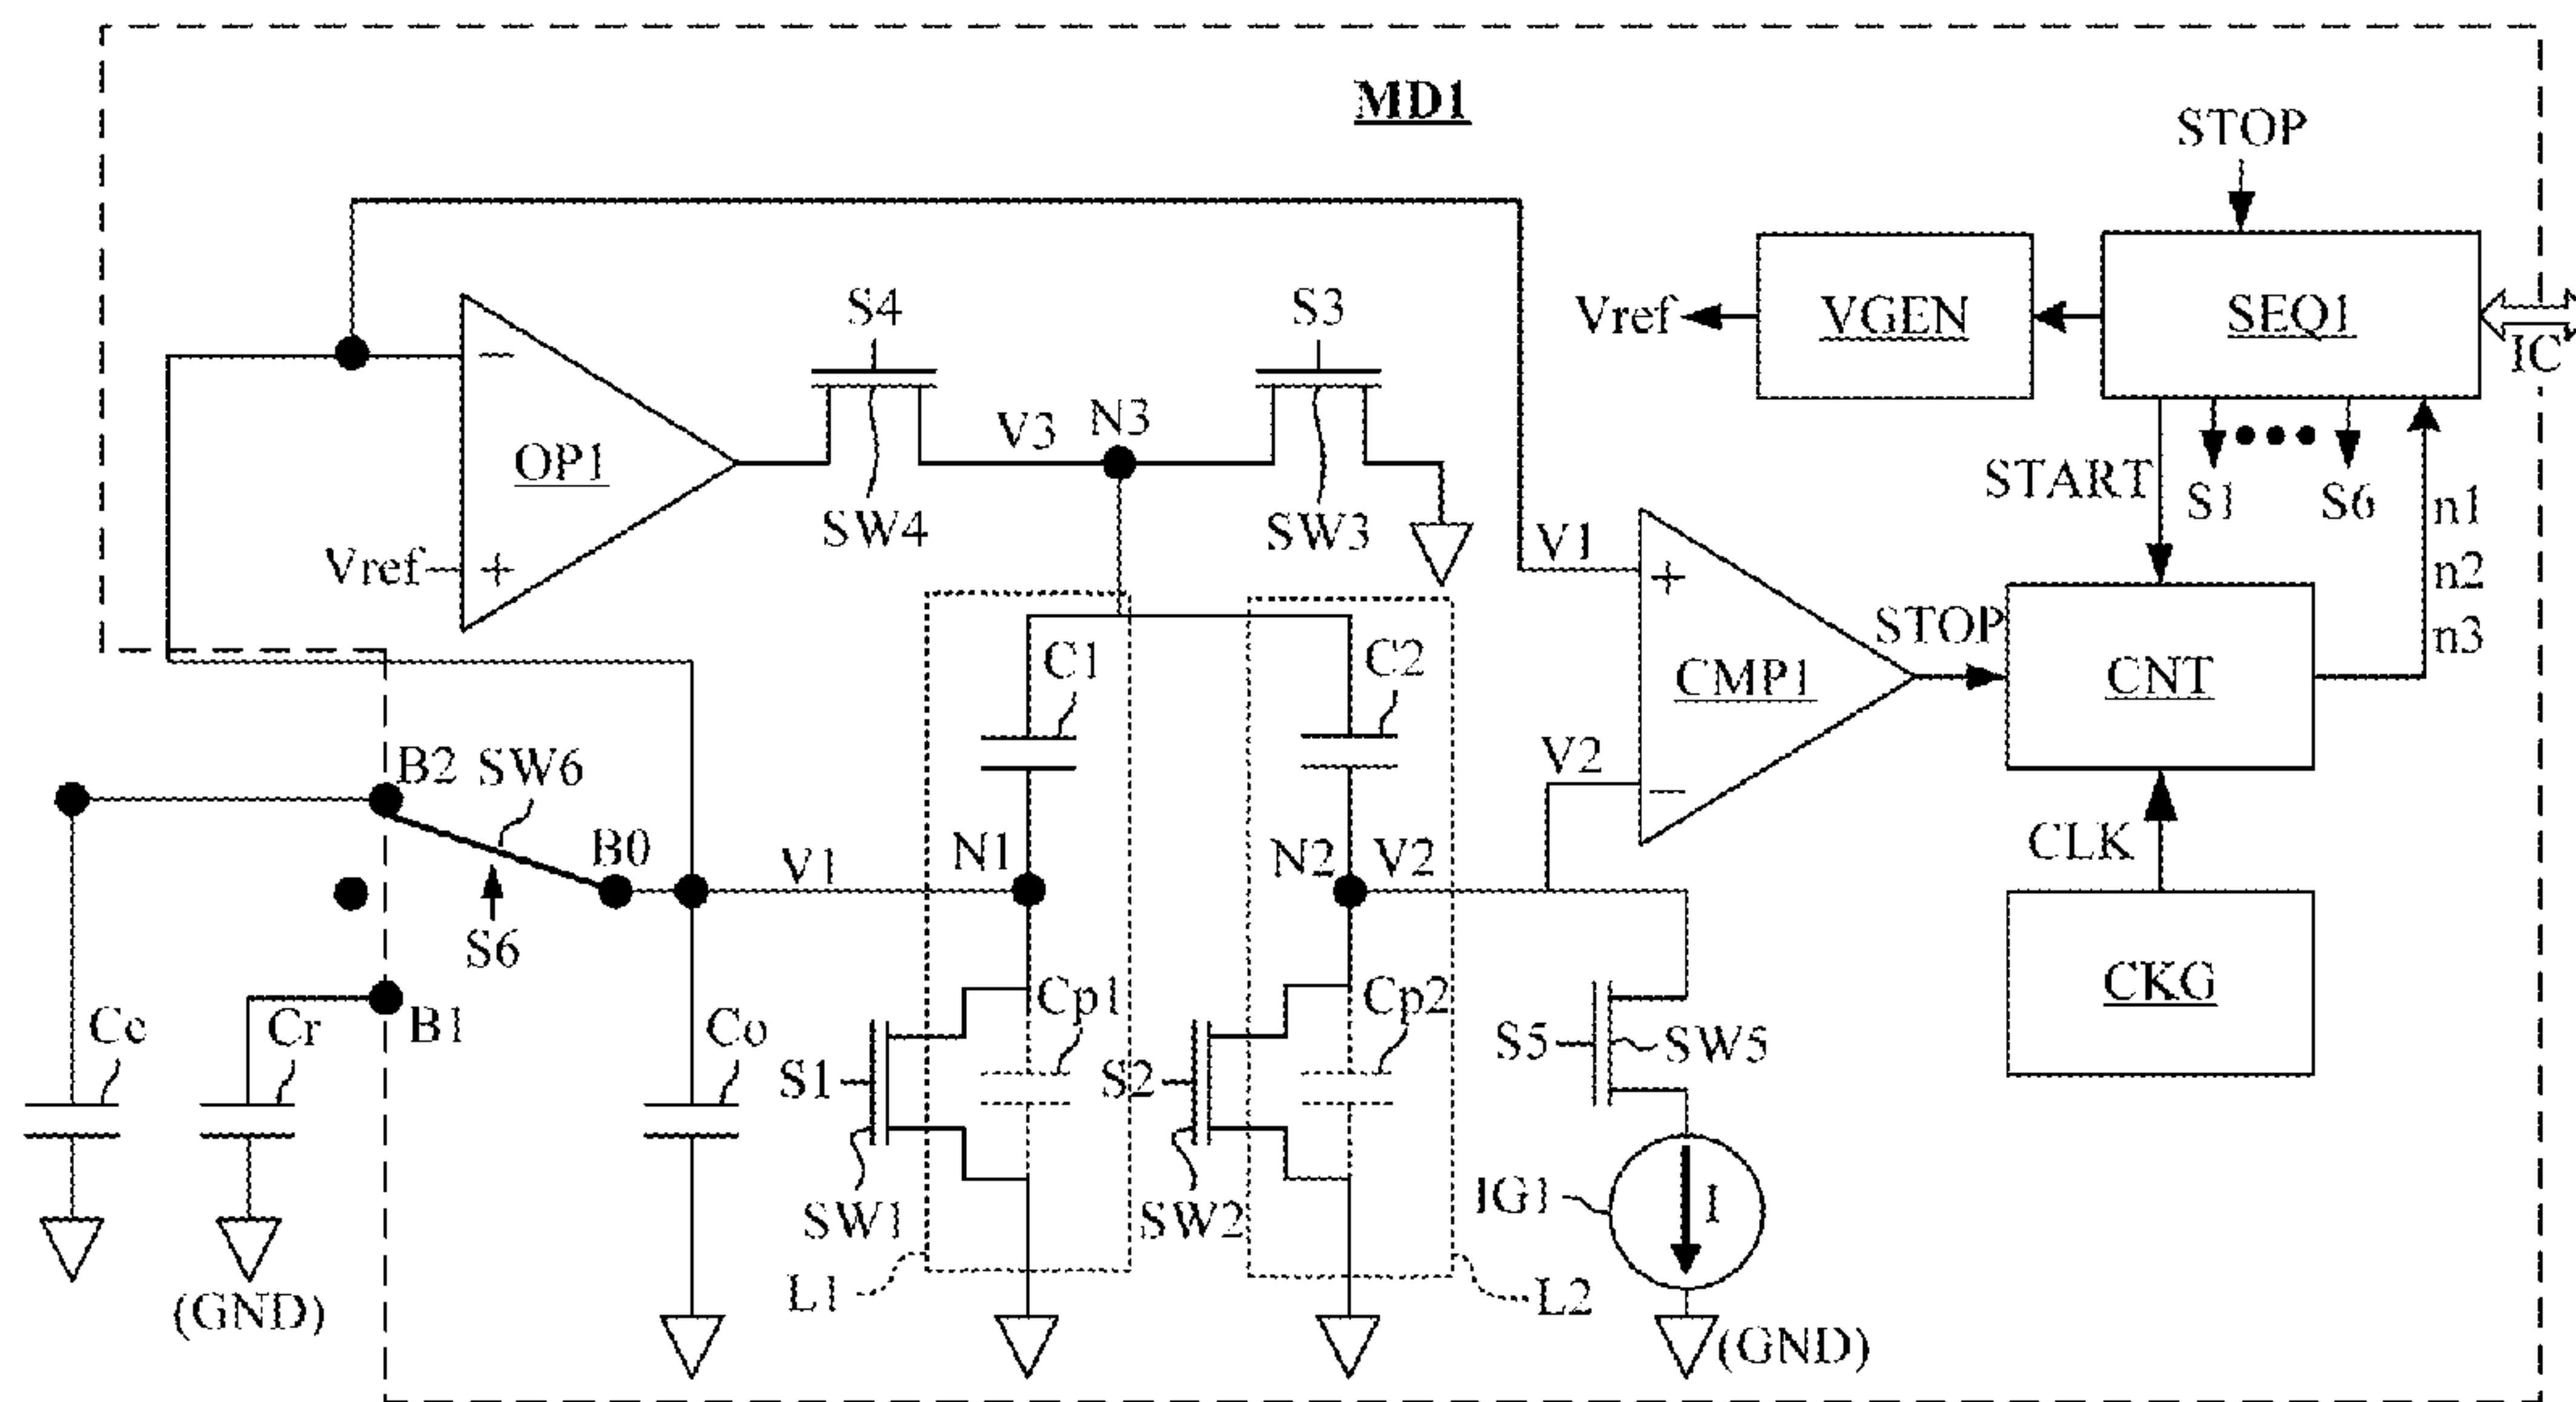 MD1
STOP
S4
S3
Vref
VGEN
SEQ1
IC
V3
N3
OP1
START
S1
S6
n1
SW4
SW3
Vref
V1
n2
STOP
n3
C1
C2
CMP1
CNT
B2
SW6
V2
B0
V1
N1
N2
V2
CLK
S6
Cp1
Cp2
CKG
Cc
Cr
B1
Co
S1
S2
S5
SW5
SW1
SW2
IG1
I
L1
L2
(GND)
(GND)